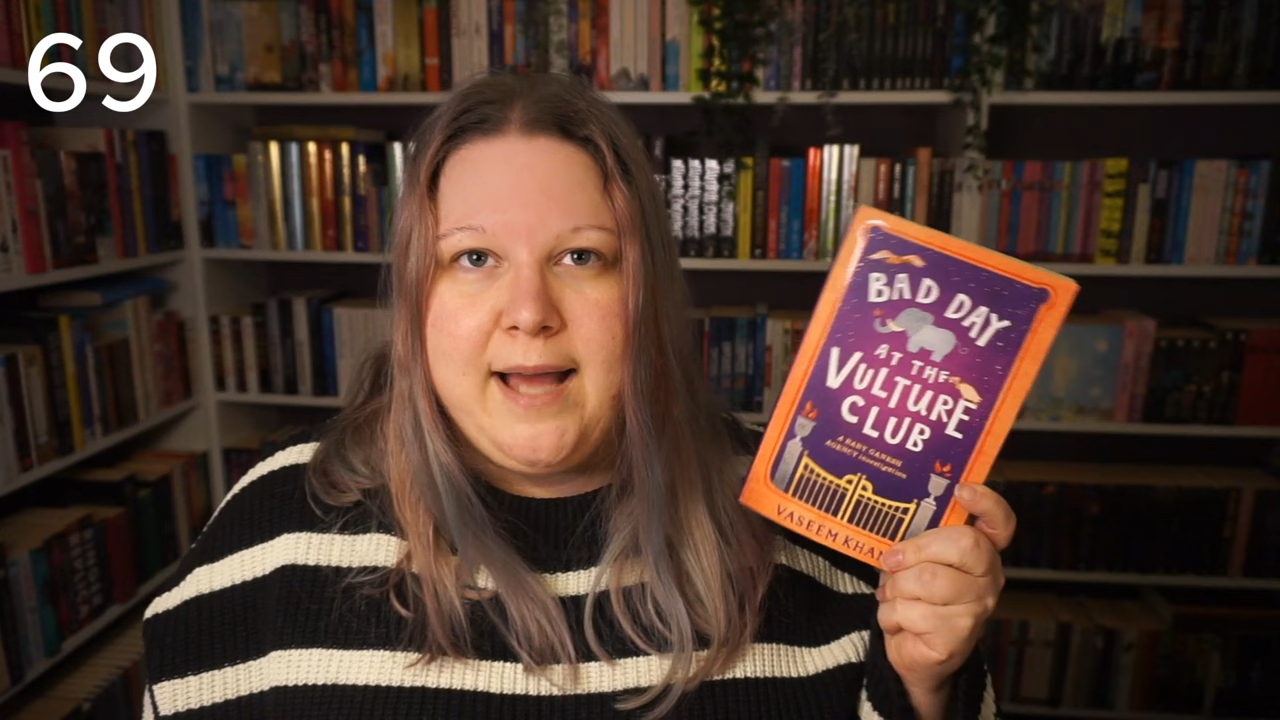 69
BAD DAY
AT THE
VULTURE
CLUB
A BABY GANESH
AGENCY investigation
VASEEM KHAN